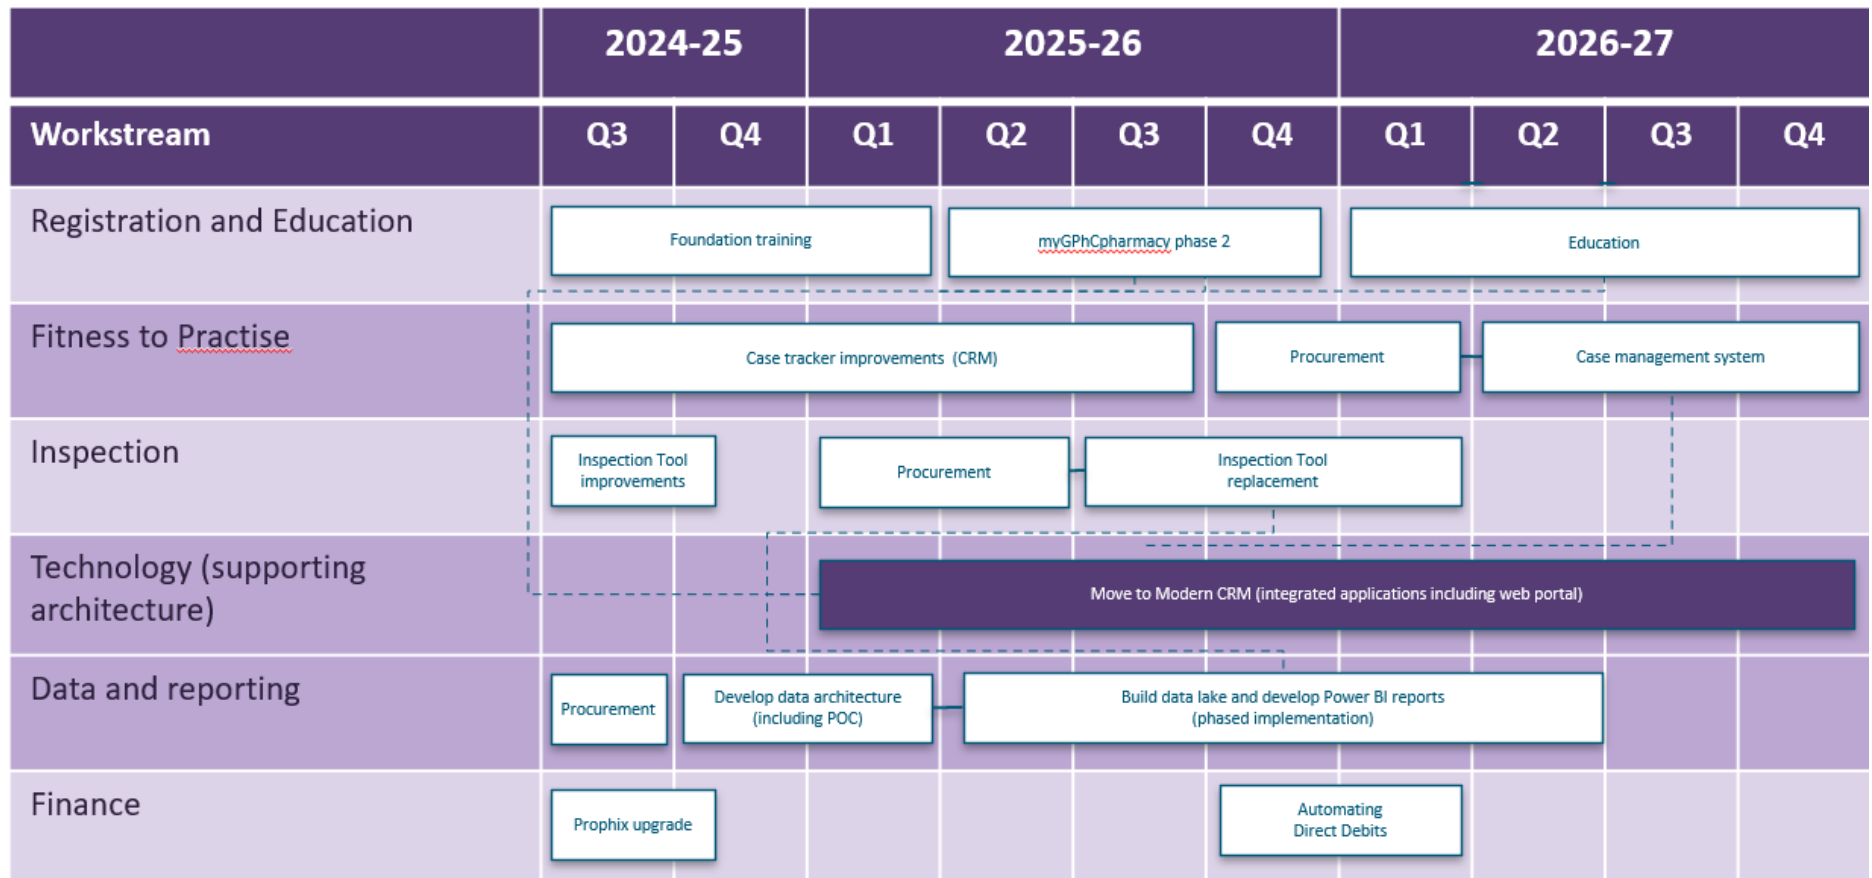 2024-25 2025-26 2026-27
Workstream Q3 Q4 Q1 Q2 Q3 Q4 Q1 Q2 Q3 Q4
Registration and Education
Foundation training
myGPhCpharmacy phase 2
Education
Fitness to Practise
Case tracker improvements (CRM)
Procurement
Case management system
Inspection
Inspection Tool
improvements
Procurement
Inspection Tool
replacement
Technology (supporting
architecture)
Move to Modern CRM (integrated applications including web portal)
Data and reporting
Procurement
Develop data architecture
(including POC)
Build data lake and develop Power BI reports
(phased implementation)
Finance
Prophix upgrade
Automating
Direct Debits